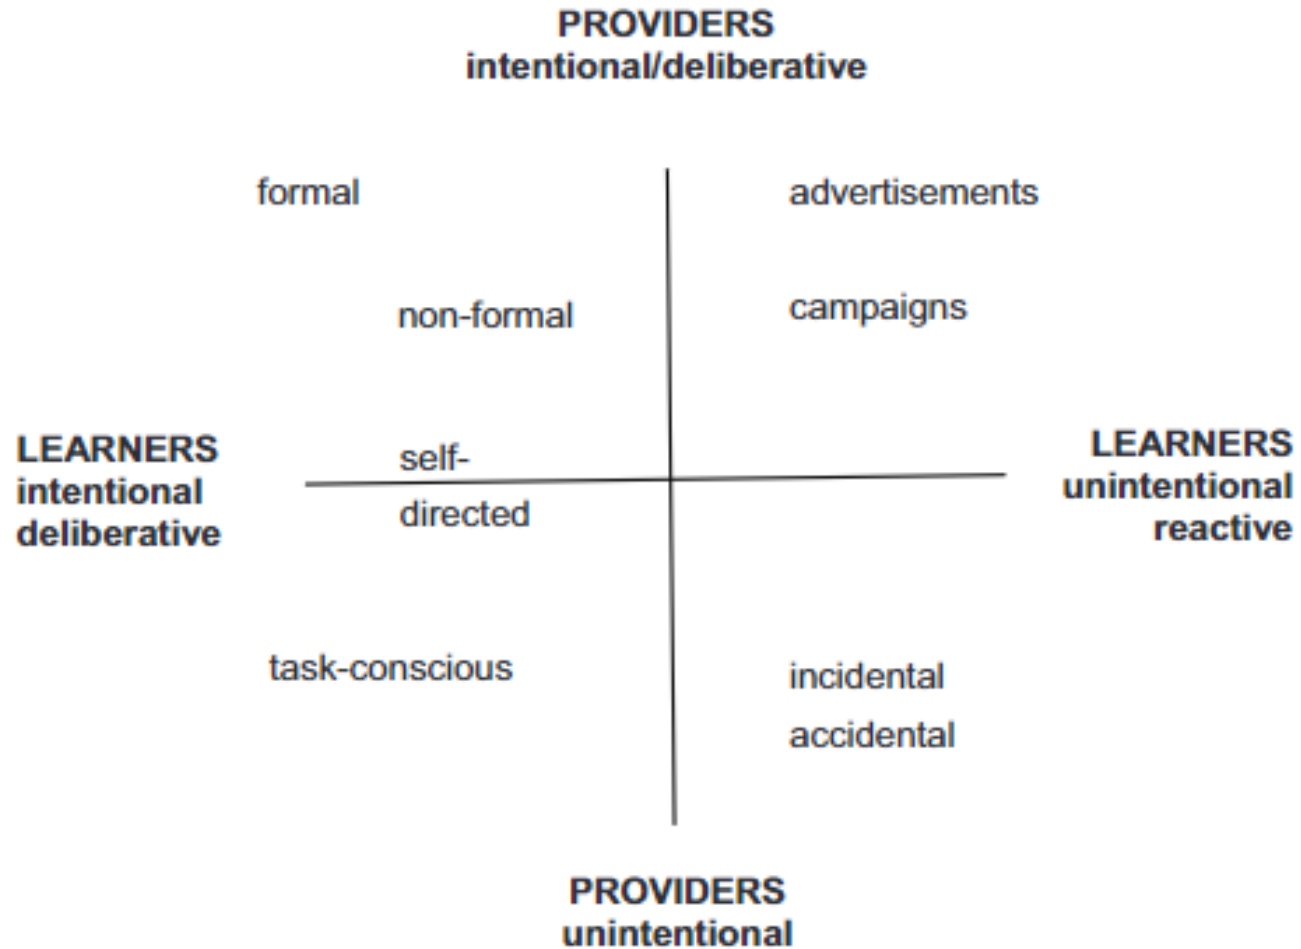 PROVIDERS
intentional/deliberative
formal
advertisements
non-formal
campaigns
LEARNERS
intentional
deliberative
self-
directed
LEARNERS
unintentional
reactive
task-conscious
incidental
accidental
PROVIDERS
unintentional